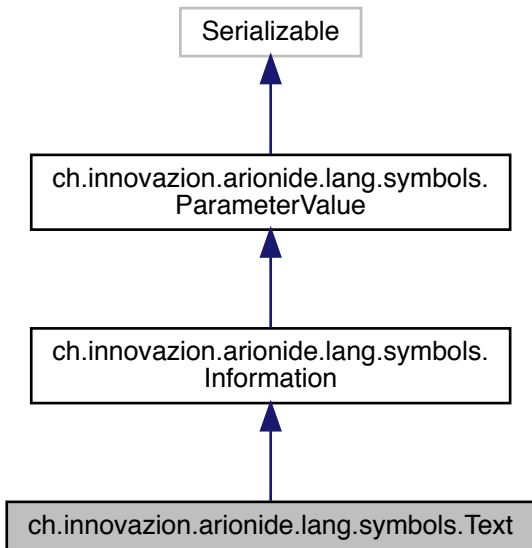 Serializable
ch.innovazion.arionide.lang.symbols.
ParameterValue
ch.innovazion.arionide.lang.symbols.
Information
ch.innovazion.arionide.lang.symbols.Text